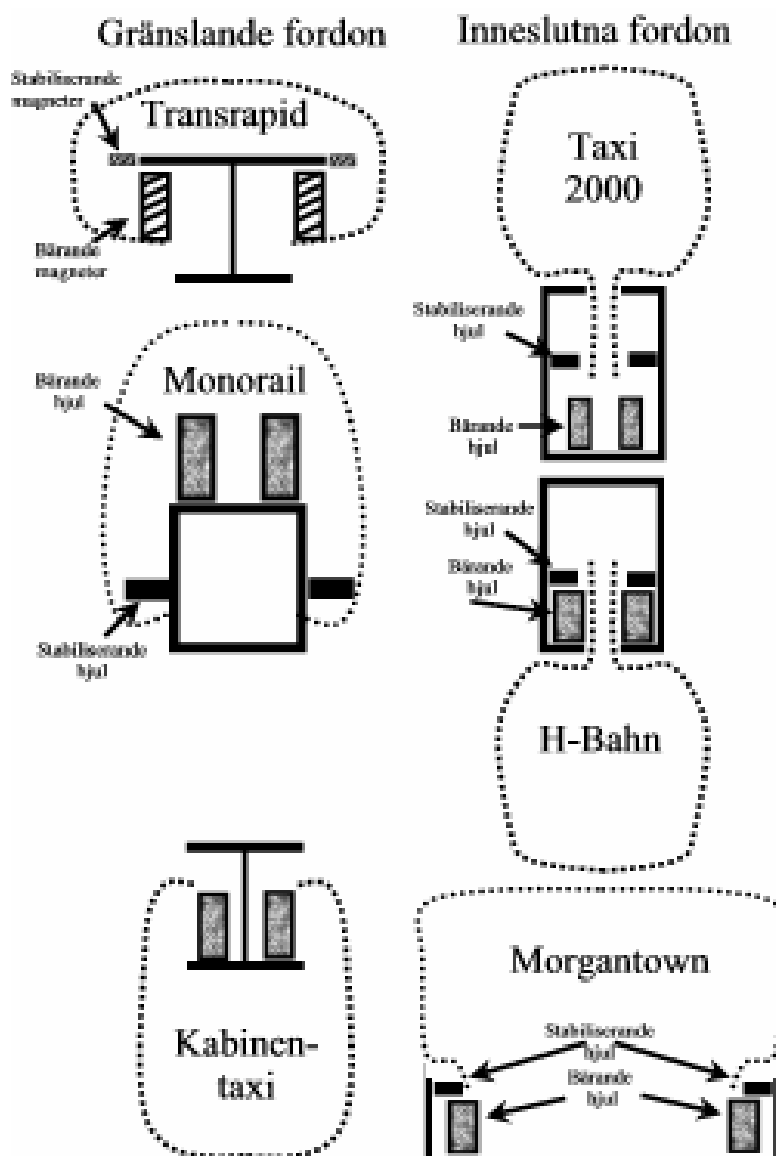 Gränslande fordon
Stabiliserande
magneter
Transrapid
Bärande
magneter
Bärande
hjul
Monorail
Stabiliserande
hjul
Kabinen-
taxi
Inneslutna fordon
Taxi
2000
Stabiliserande
hjul
Bärande
hjul
Stabiliserande
hjul
Bärande
hjul
H-Bahn
Morgantown
Stabiliserande
hjul
Bärande
hjul